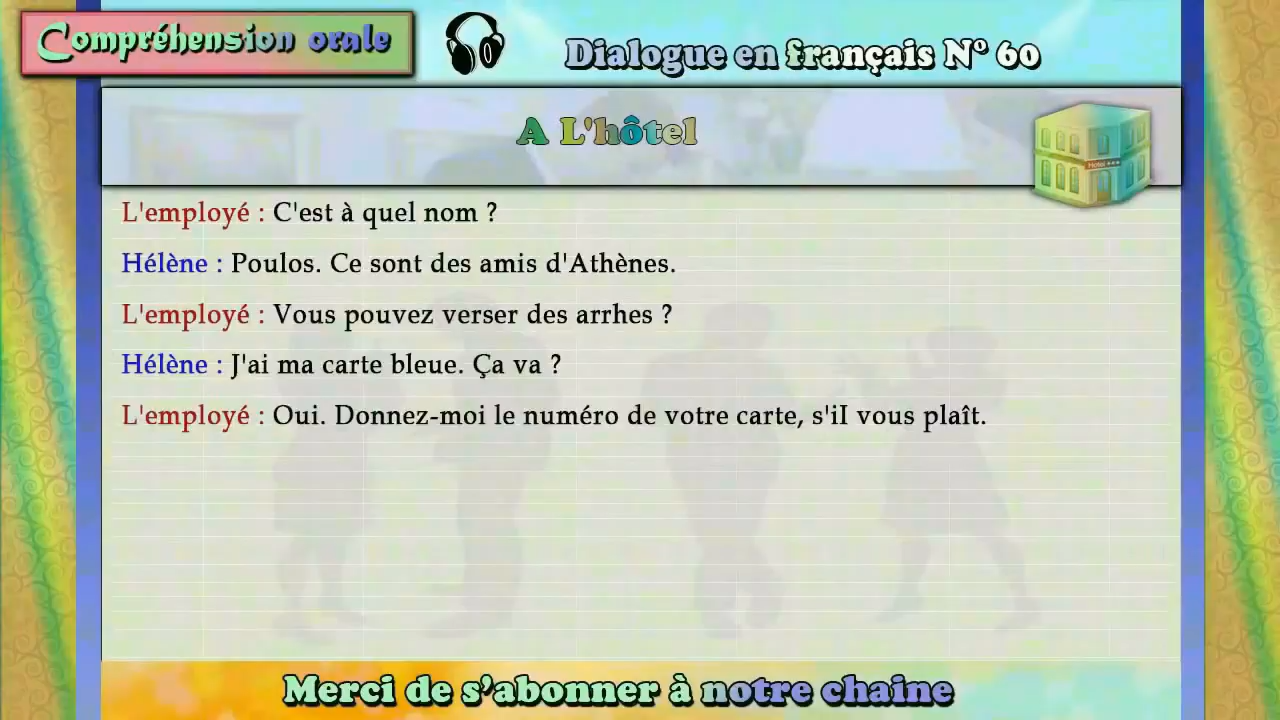 Compréhension orale
Dialogue en français N° 60
A L'hôtel
Hotel ***
L'employé : C'est à quel nom ?
Hélène : Poulos. Ce sont des amis d'Athènes.
L'employé : Vous pouvez verser des arrhes ?
Hélène : J'ai ma carte bleue. Ça va ?
L'employé : Oui. Donnez-moi le numéro de votre carte, s'iI vous plaît.
Merci de s'abonner à notre chaine